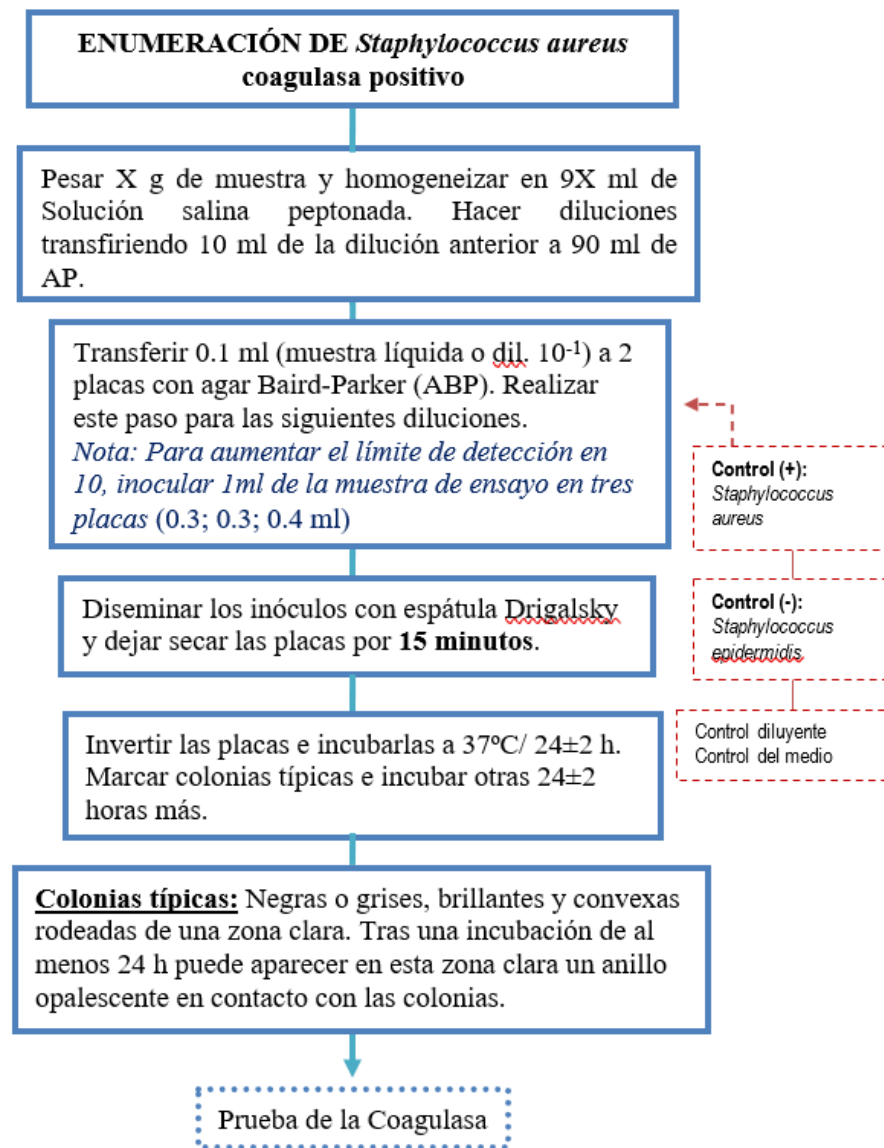 ENUMERACIÓN DE Staphylococcus aureus
coagulasa positivo
Pesar X g de muestra y homogeneizar en 9X ml de
Solución salina peptonada. Hacer diluciones
transfiriendo 10 ml de la dilución anterior a 90 ml de
AP.
Transferir 0.1 ml (muestra líquida o dil. 10⁻¹) a 2
placas con agar Baird-Parker (ABP). Realizar
este paso para las siguientes diluciones.
Nota: Para aumentar el límite de detección en
10, inocular 1ml de la muestra de ensayo en tres
placas (0.3; 0.3; 0.4 ml)
Control (+):
Staphylococcus
aureus
Control (-):
Staphylococcus
epidermidis
Control diluyente
Control del medio
Diseminar los inóculos con espátula Drigalsky
y dejar secar las placas por 15 minutos.
Invertir las placas e incubarlas a 37ºC/ 24±2 h.
Marcar colonias típicas e incubar otras 24±2
horas más.
Colonias típicas: Negras o grises, brillantes y convexas
rodeadas de una zona clara. Tras una incubación de al
menos 24 h puede aparecer en esta zona clara un anillo
opalescente en contacto con las colonias.
Prueba de la Coagulasa